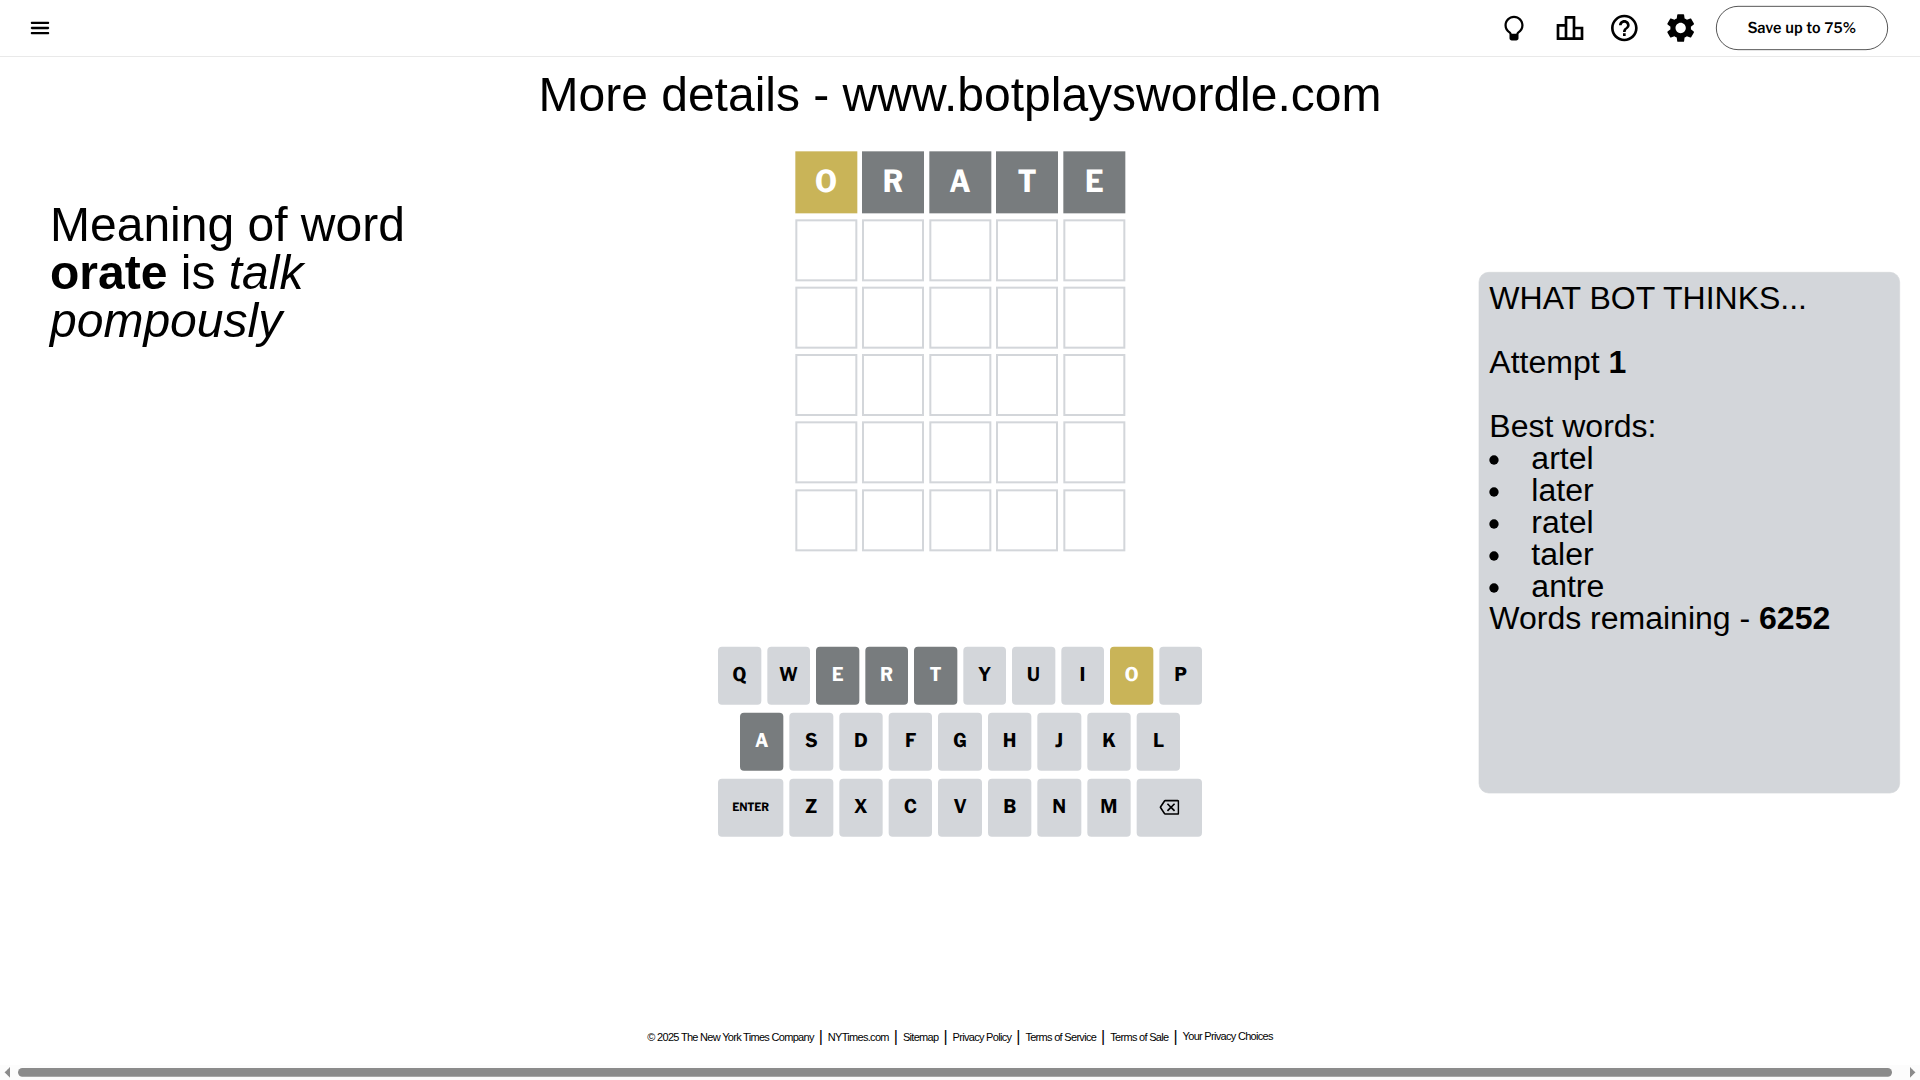 Save up to 75%
More details - www.botplayswordle.com
Meaning of word
orate is talk
pompously
O R A T E
WHAT BOT THINKS...
Attempt 1
Best words:
• artel
• later
• ratel
• taler
• antre
Words remaining - 6252
Q W E R T Y U I O P
A S D F G H J K L
ENTER Z X C V B N M
© 2025 The New York Times Company | NYTimes.com | Sitemap | Privacy Policy | Terms of Service | Terms of Sale | Your Privacy Choices